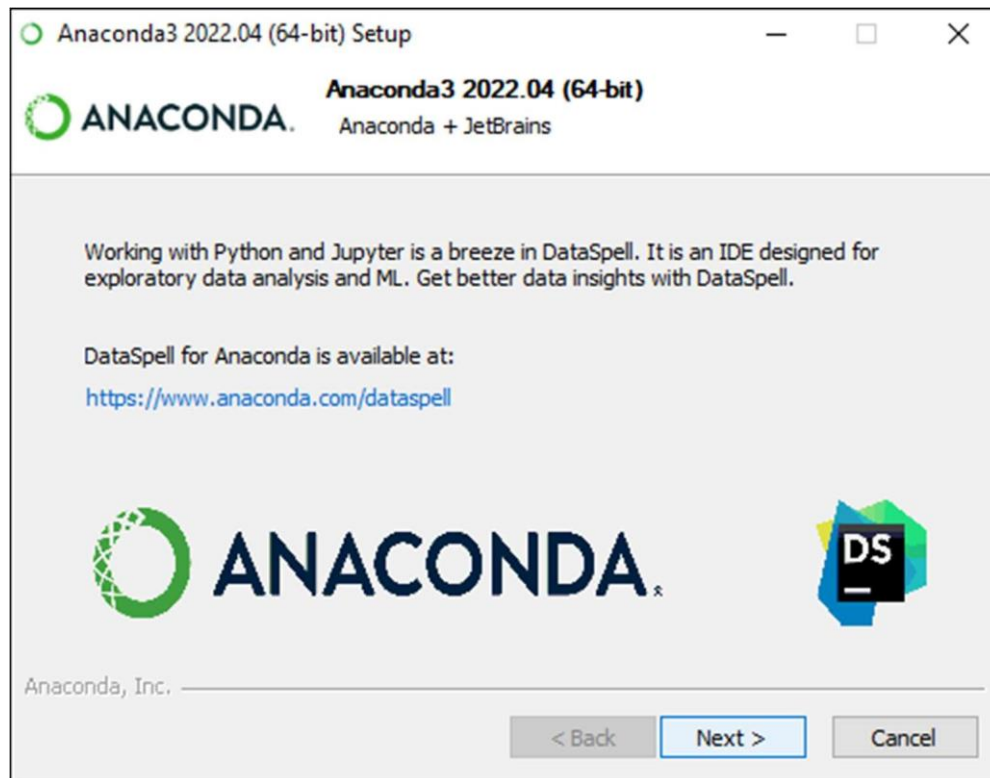 Anaconda3 2022.04 (64-bit) Setup
ANACONDA.
Anaconda3 2022.04 (64-bit)
Anaconda + JetBrains
Working with Python and Jupyter is a breeze in DataSpell. It is an IDE designed for
exploratory data analysis and ML. Get better data insights with DataSpell.
DataSpell for Anaconda is available at:
https://www.anaconda.com/dataspell
ANACONDA.
DS
Anaconda, Inc.
< Back Next > Cancel